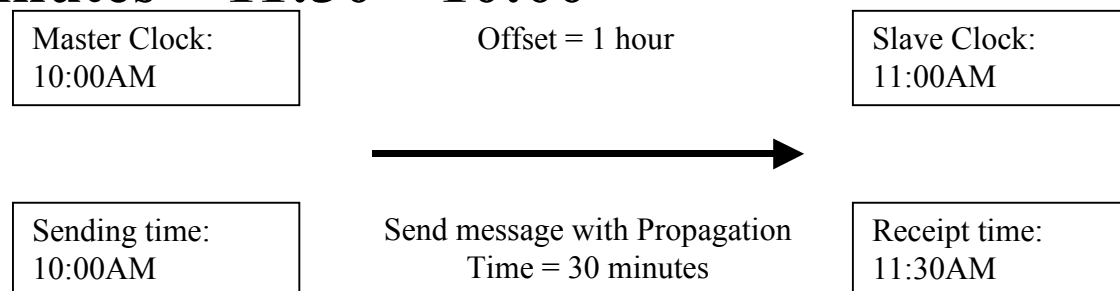 Master Clock:
10:00AM
Offset = 1 hour
Slave Clock:
11:00AM
Sending time:
10:00AM
Send message with Propagation
Time = 30 minutes
Receipt time:
11:30AM